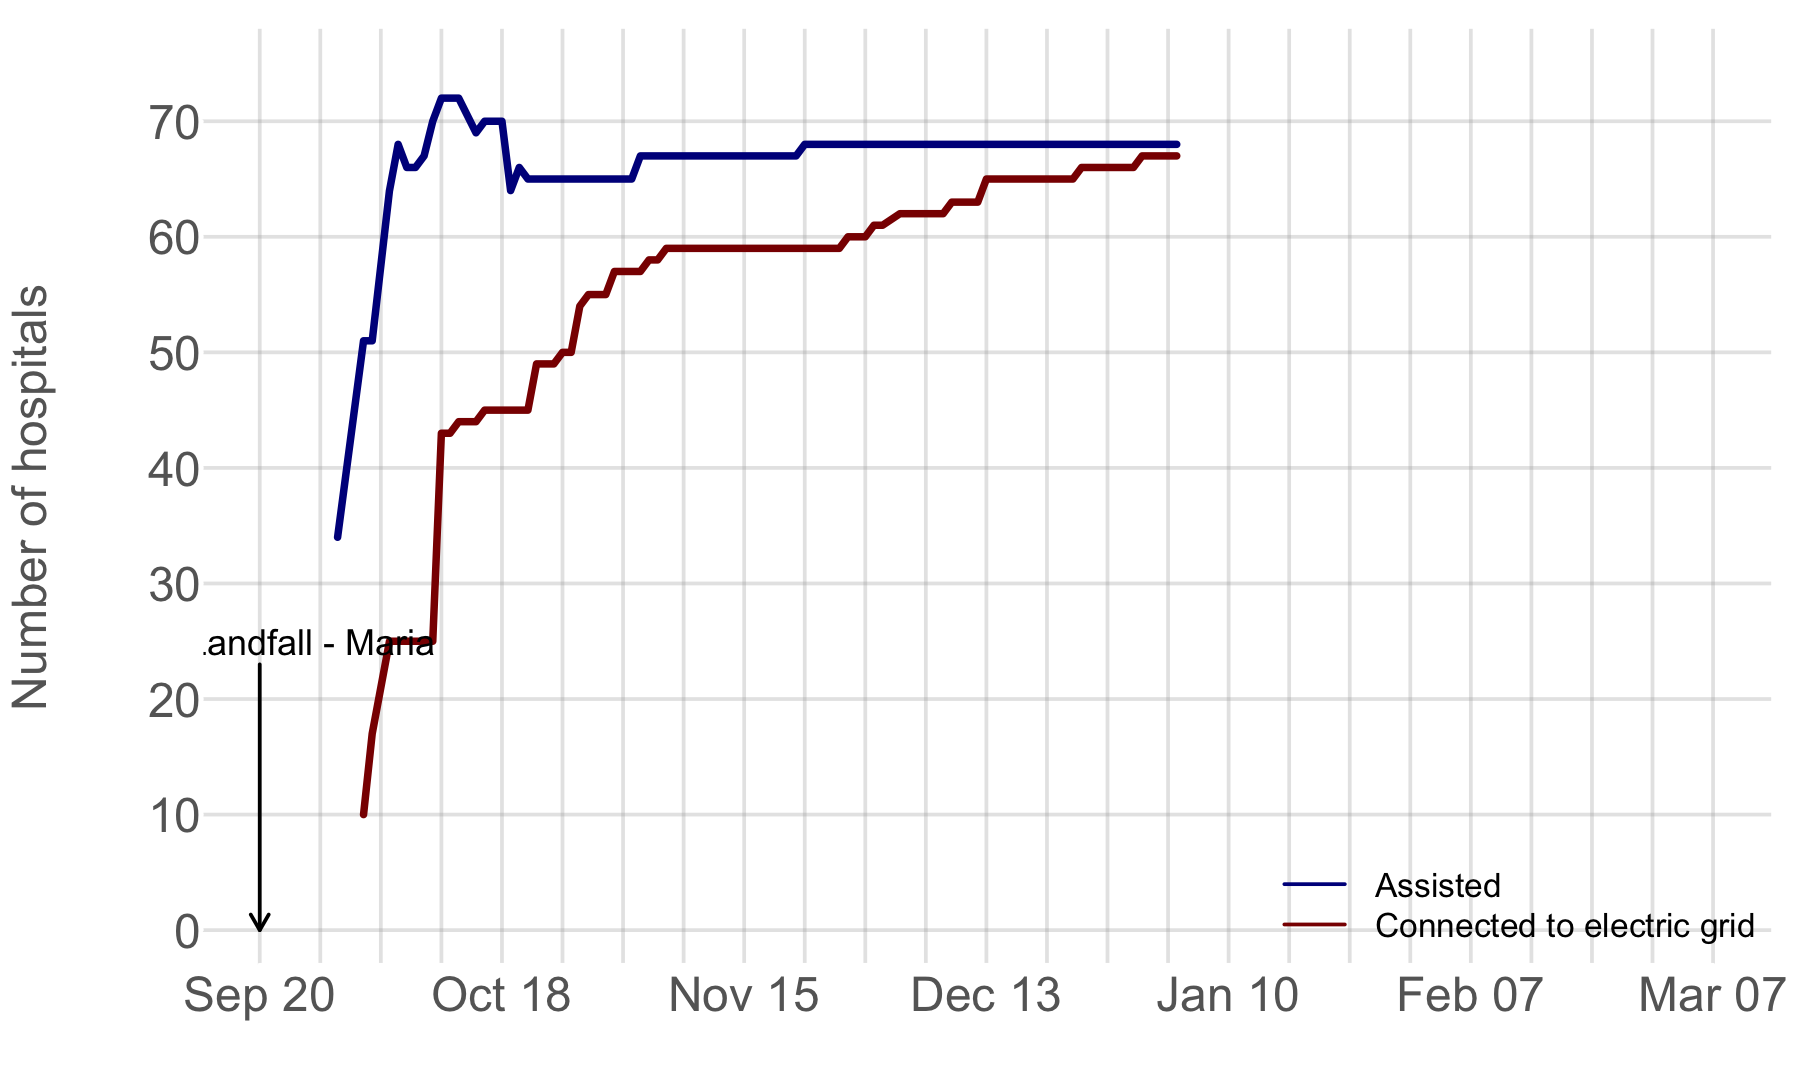 Number of hospitals
70
60
50
40
30
20
10
0
andfall - Maria
Assisted
Connected to electric grid
Sep 20 Oct 18 Nov 15 Dec 13 Jan 10 Feb 07 Mar 07